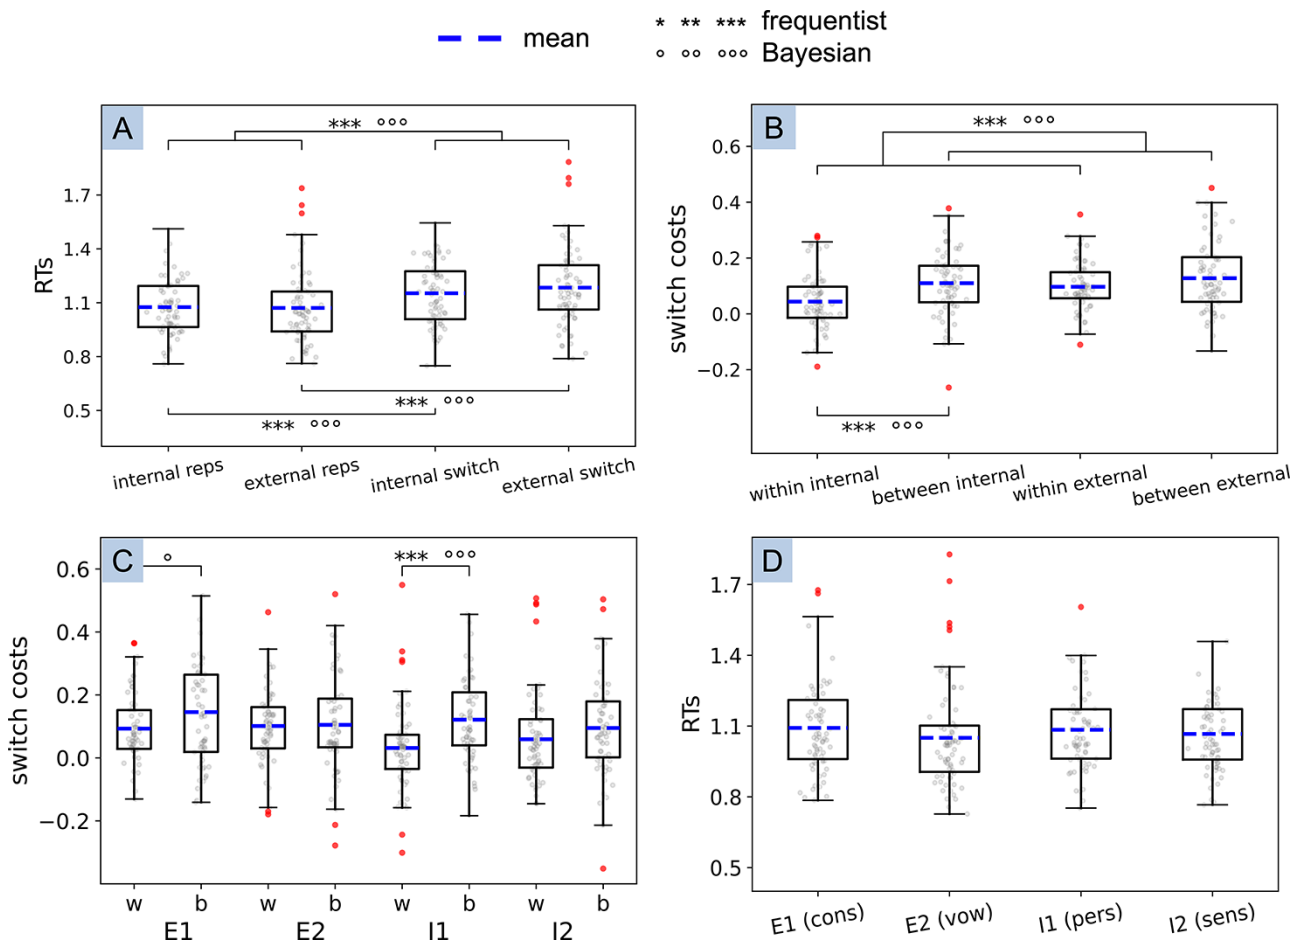 mean
* ** *** frequentist
° °° °°° Bayesian
A
*** °°°
RTs
1.7
1.4
1.1
0.8
0.5
*** °°°
*** °°°
internal reps
external reps
internal switch
external switch
B
*** °°°
switch costs
0.6
0.4
0.2
0.0
−0.2
*** °°°
within internal
between internal
within external
between external
C
°
*** °°°
switch costs
0.6
0.4
0.2
0.0
−0.2
w b w b w b w b
E1 E2 I1 I2
D
RTs
1.7
1.4
1.1
0.8
0.5
E1 (cons)
E2 (vow)
I1 (pers)
I2 (sens)